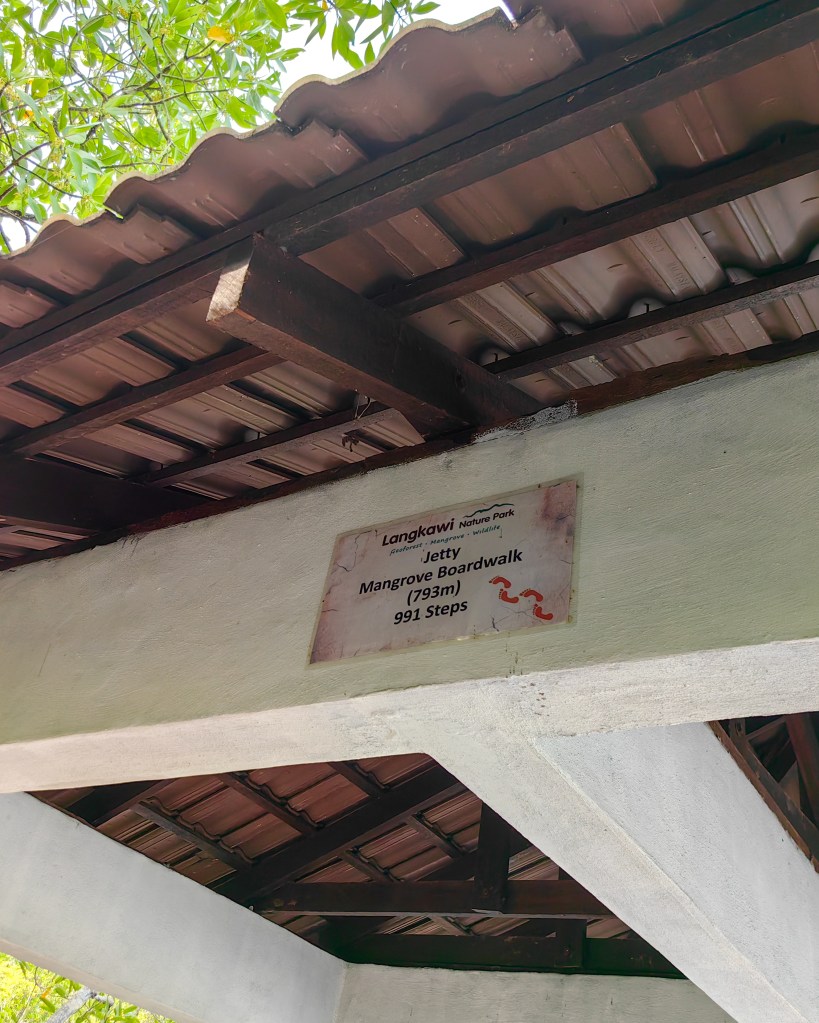 Langkawi Nature Park
Geoforest - Mangrove - Wildlife
Jetty
Mangrove Boardwalk
(793m)
991 Steps